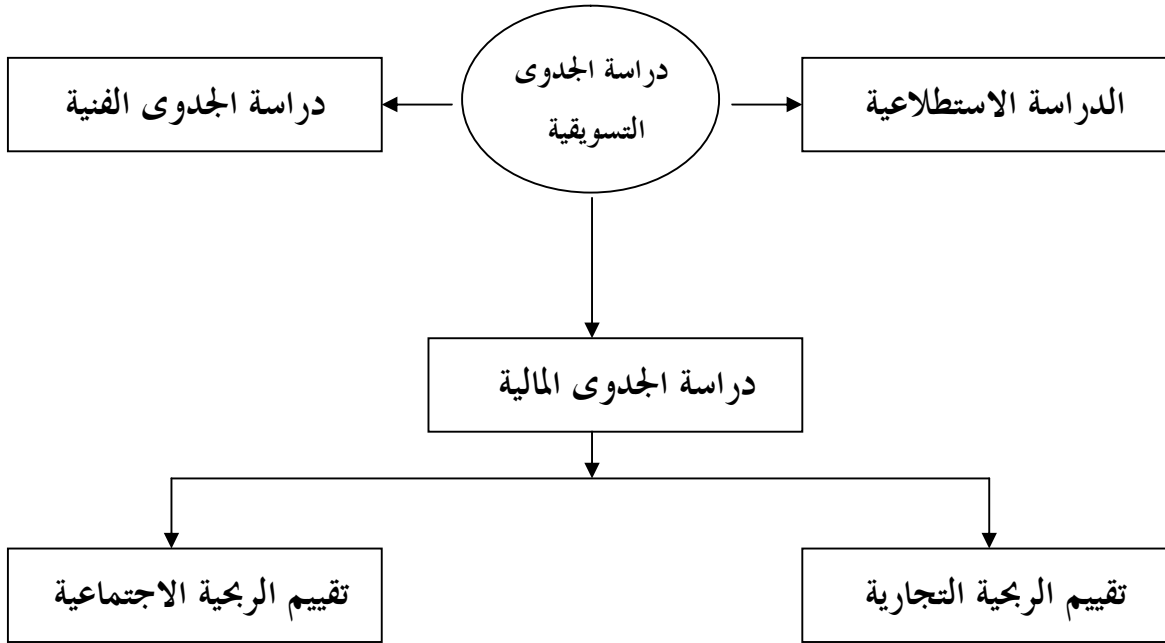 دراسة الجدوى
التسويقية
الدراسة الاستطلاعية
دراسة الجدوى الفنية
دراسة الجدوى المالية
تقييم الربحية التجارية
تقييم الربحية الاجتماعية